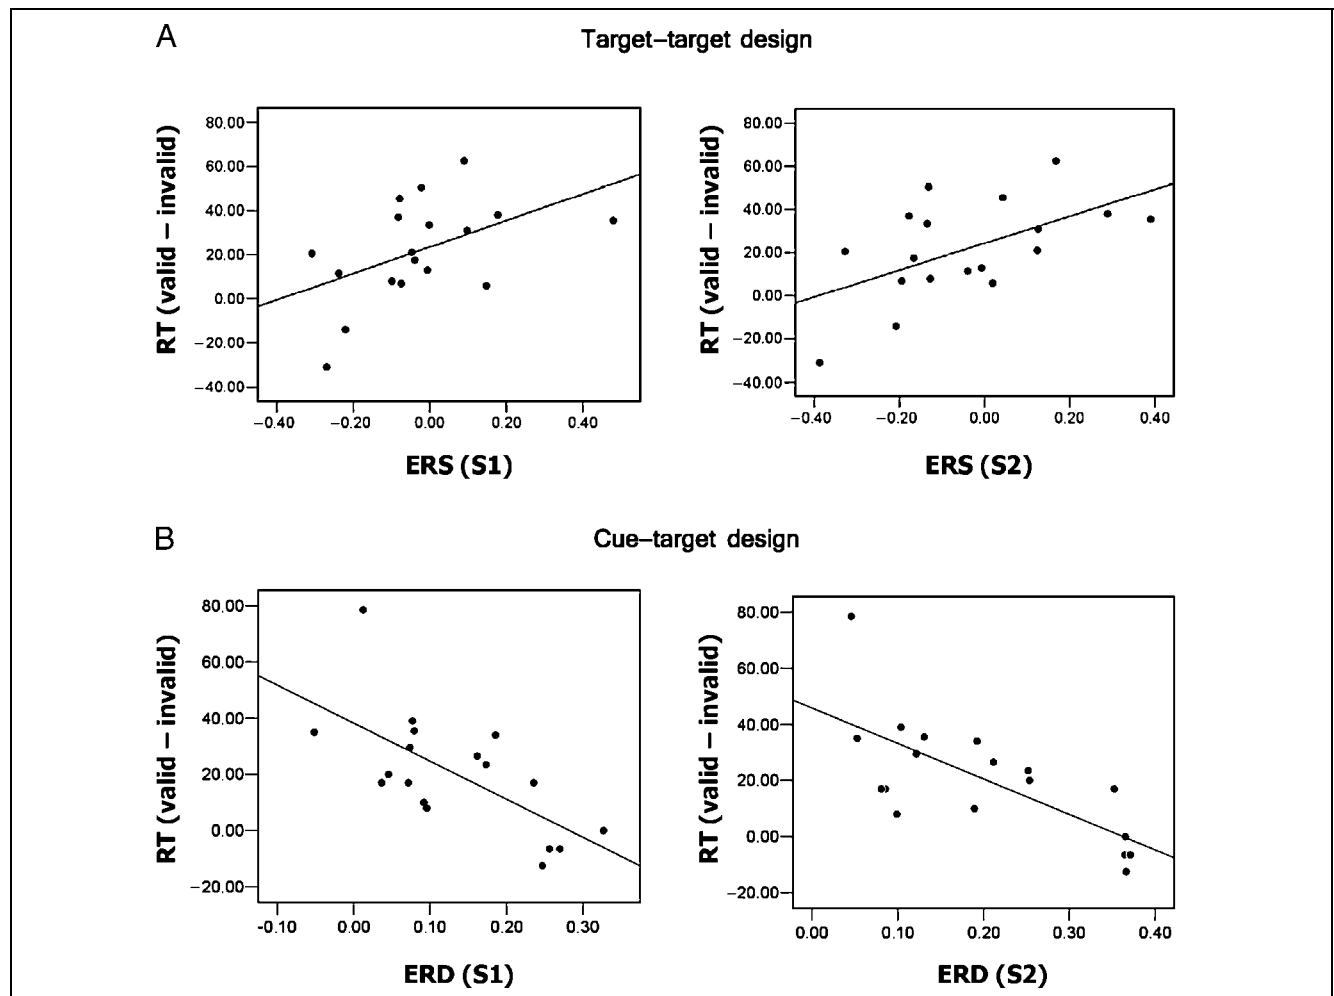 A
Target–target design
RT (valid – invalid)
80.00
60.00
40.00
20.00
0.00
–20.00
–40.00
–0.40 –0.20 0.00 0.20 0.40
ERS (S1)
RT (valid – invalid)
80.00
60.00
40.00
20.00
0.00
–20.00
–40.00
–0.40 –0.20 0.00 0.20 0.40
ERS (S2)
B
Cue–target design
RT (valid – invalid)
80.00
60.00
40.00
20.00
0.00
–20.00
-0.10 0.00 0.10 0.20 0.30
ERD (S1)
RT (valid – invalid)
80.00
60.00
40.00
20.00
0.00
–20.00
0.00 0.10 0.20 0.30 0.40
ERD (S2)